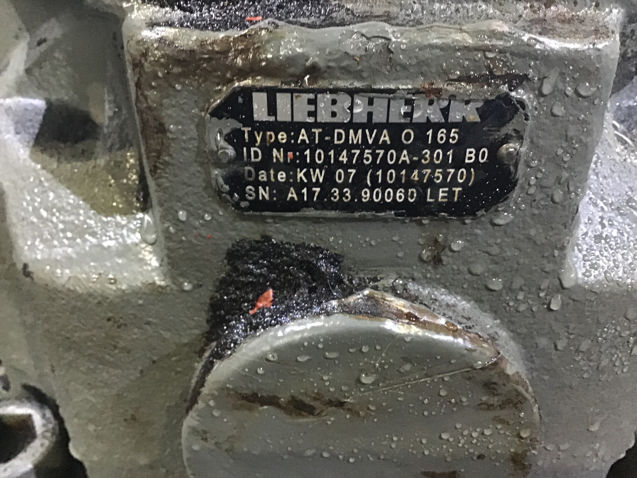 LIEBHERR
Type:AT-DMVA O 165
ID Nr:10147570A-301 B0
Date:KW 07 (10147570)
SN: A17.33.90060 LET